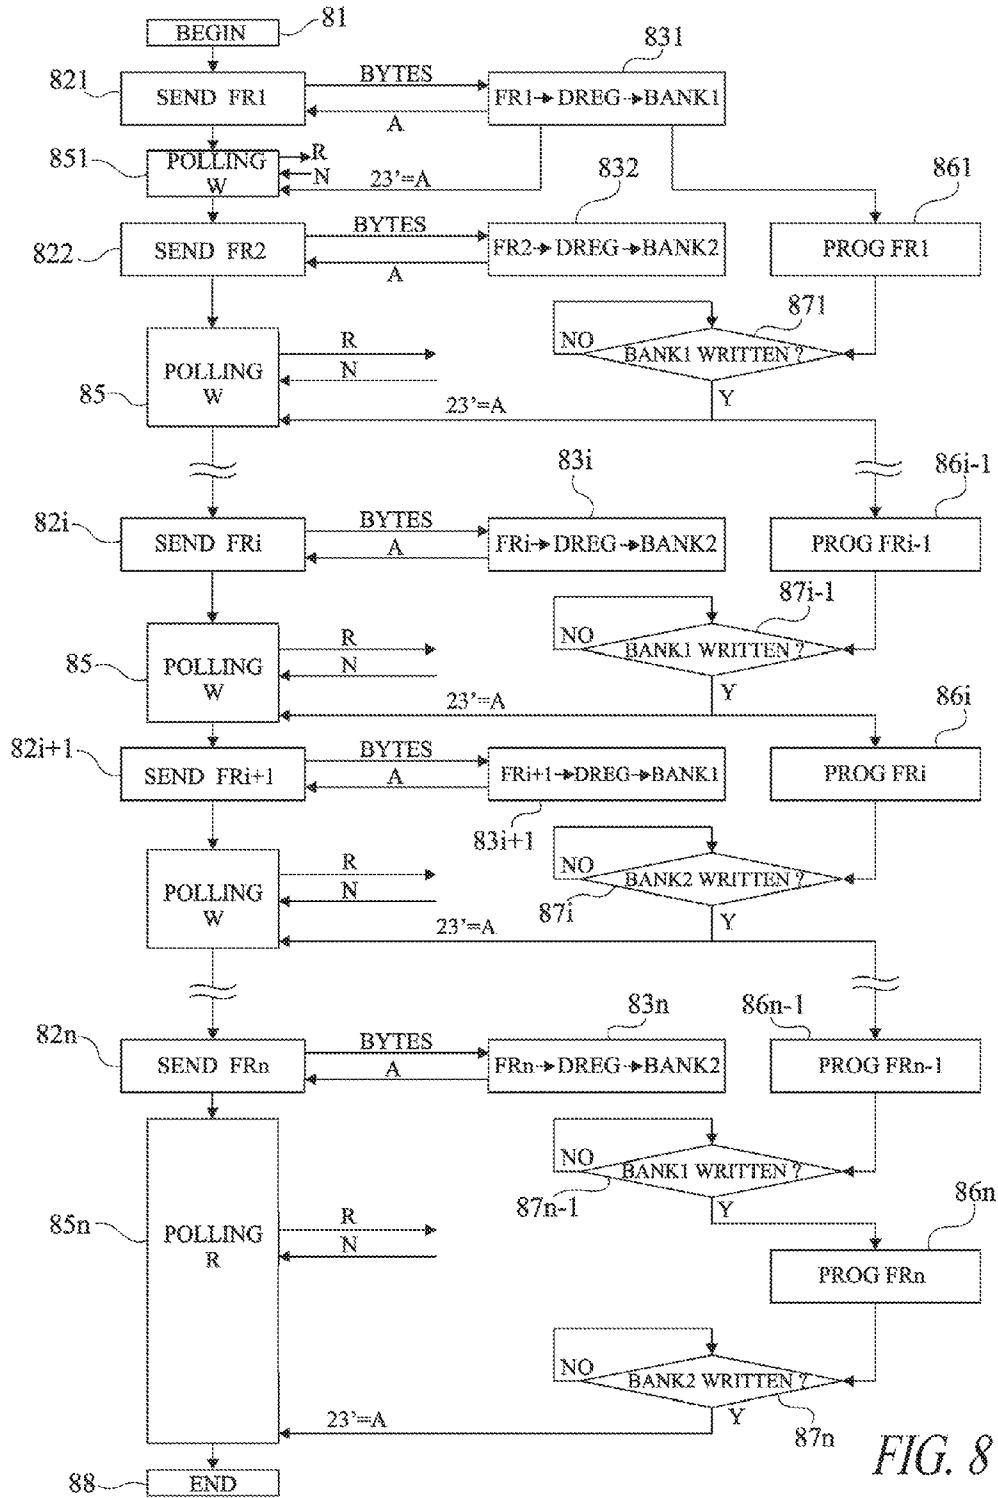 BEGIN
81
821
SEND FR1
BYTES
A
831
FR1→DREG→BANK1
851
POLLING
W
R
N
23'=A
832
861
822
SEND FR2
BYTES
A
FR2→DREG→BANK2
PROG FR1
871
NO
BANK1 WRITTEN ?
Y
85
POLLING
W
R
N
23'=A
83i
86i-1
82i
SEND FRi
BYTES
A
FRi→DREG→BANK2
PROG FRi-1
87i-1
NO
BANK1 WRITTEN ?
Y
85
POLLING
W
R
N
23'=A
86i
82i+1
SEND FRi+1
BYTES
A
FRi+1→DREG→BANK1
83i+1
PROG FRi
NO
BANK2 WRITTEN ?
87i
Y
POLLING
W
R
N
23'=A
83n
86n-1
82n
SEND FRn
BYTES
A
FRn→DREG→BANK2
PROG FRn-1
NO
BANK1 WRITTEN ?
87n-1
Y
86n
85n
POLLING
R
R
N
PROG FRn
NO
BANK2 WRITTEN ?
Y
87n
23'=A
88
END
FIG. 8